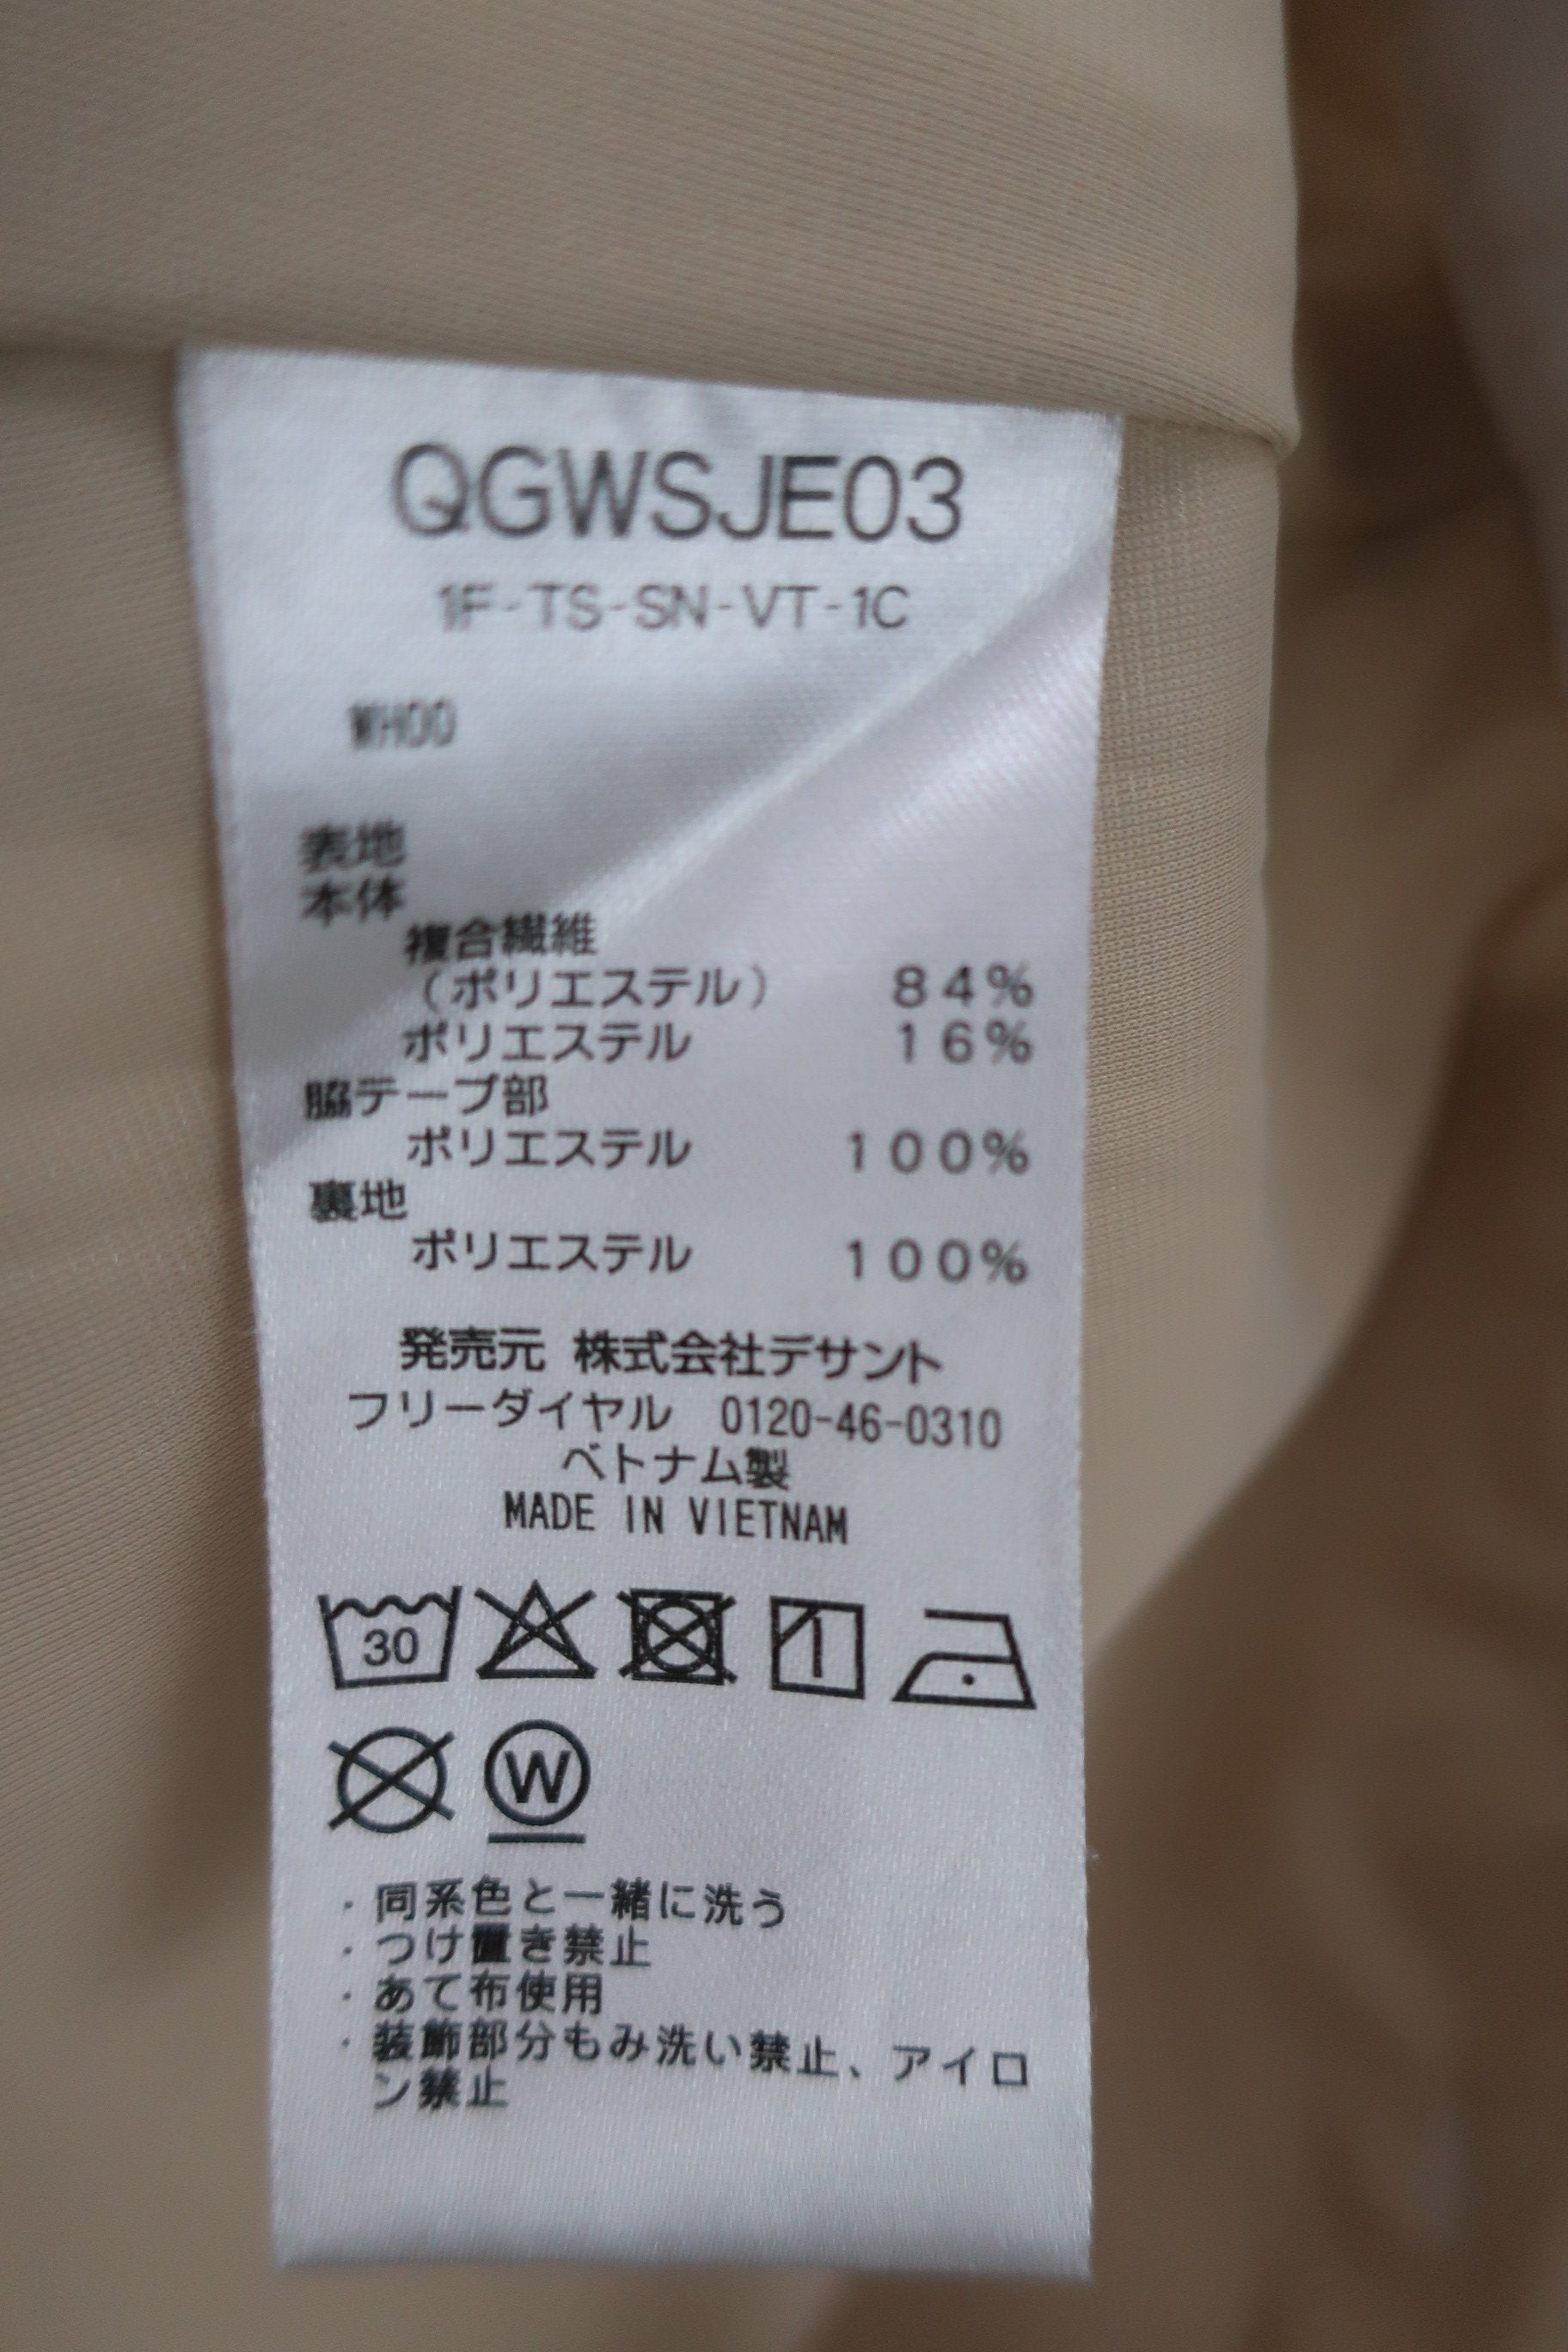 QGWSJE03
1F-TS-SN-VT-1C
WH00
表地
本体
複合繊維
（ポリエステル） 84%
ポリエステル 16%
脇テープ部
ポリエステル 100%
裏地
ポリエステル 100%
発売元 株式会社デサント
フリーダイヤル 0120-46-0310
ベトナム製
MADE IN VIETNAM
30
W
・同系色と一緒に洗う
・つけ置き禁止
・あて布使用
・装飾部分もみ洗い禁止、アイロ
ン禁止